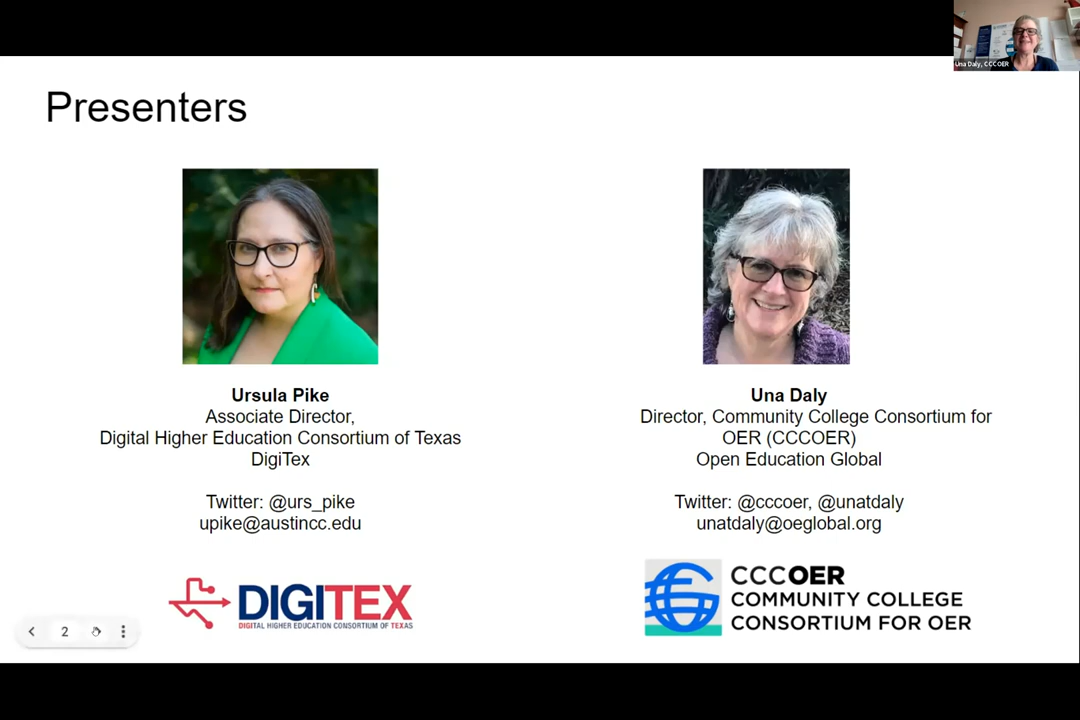 Una Daly, CCCOER
Presenters
Ursula Pike
Associate Director,
Digital Higher Education Consortium of Texas
DigiTex
Twitter: @urs_pike
upike@austincc.edu
DIGITEX
DIGITAL HIGHER EDUCATION CONSORTIUM OF TEXAS
Una Daly
Director, Community College Consortium for
OER (CCCOER)
Open Education Global
Twitter: @cccoer, @unatdaly
unatdaly@oeglobal.org
CCCOER
COMMUNITY COLLEGE
CONSORTIUM FOR OER
2